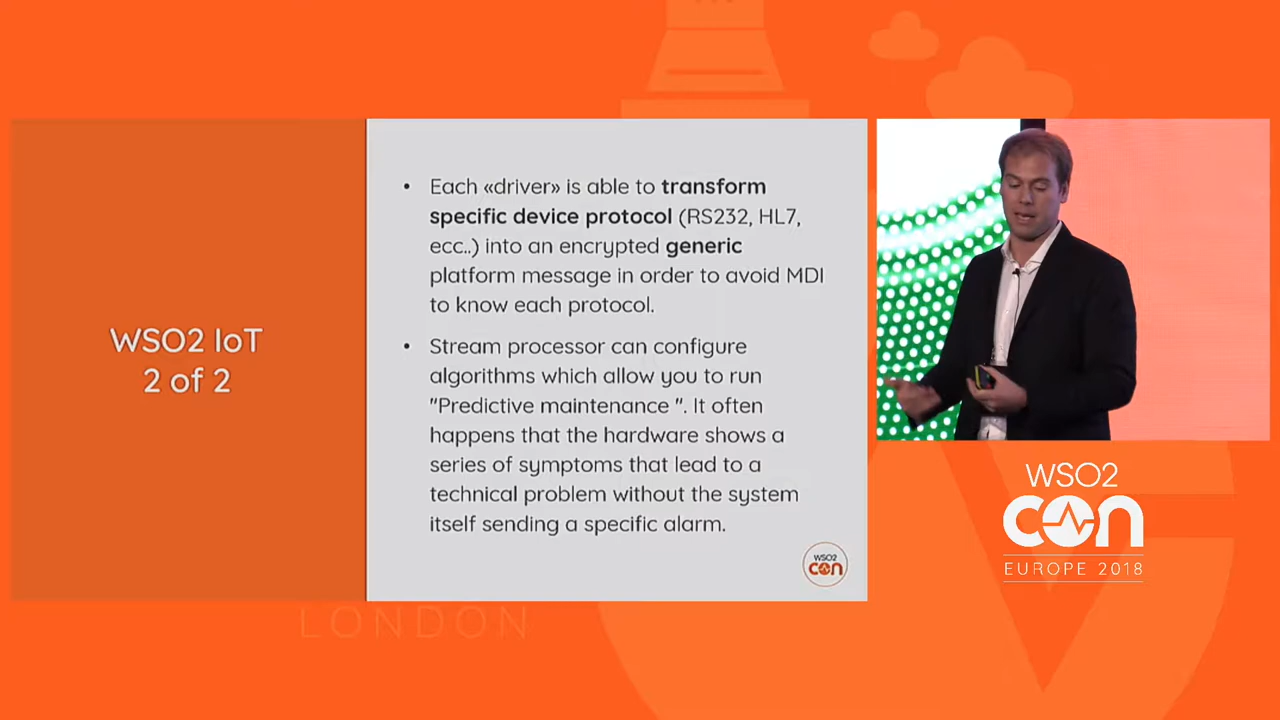 WSO2 IoT
2 of 2
• Each «driver» is able to transform
specific device protocol (RS232, HL7,
ecc..) into an encrypted generic
platform message in order to avoid MDI
to know each protocol.
• Stream processor can configure
algorithms which allow you to run
"Predictive maintenance ". It often
happens that the hardware shows a
series of symptoms that lead to a
technical problem without the system
itself sending a specific alarm.
WSO2
con
WSO2
con
EUROPE 2018
LONDON